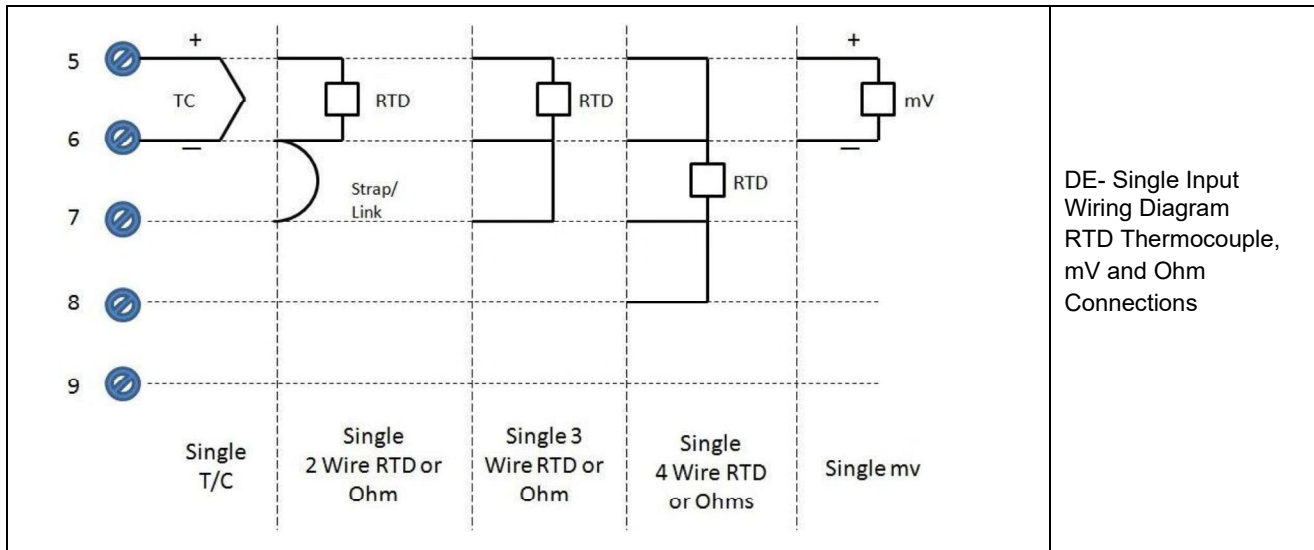 + +
5
TC RTD RTD mV
6
— —
RTD
Strap/
Link
7
8
9
Single
T/C
Single
2 Wire RTD or
Ohm
Single 3
Wire RTD or
Ohm
Single
4 Wire RTD
or Ohms
Single mv
DE- Single Input
Wiring Diagram
RTD Thermocouple,
mV and Ohm
Connections